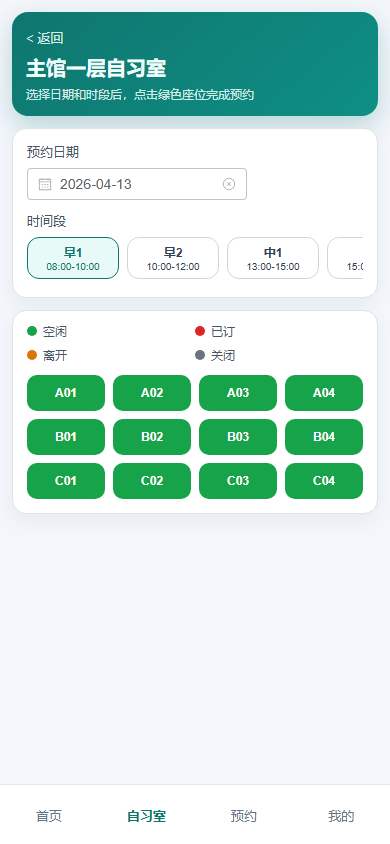 < 返回
主馆一层自习室
选择日期和时段后，点击绿色座位完成预约
预约日期
2026-04-13
时间段
早1 早2 中1
08:00-10:00 10:00-12:00 13:00-15:00 15:0
空闲 已订
离开 关闭
A01 A02 A03 A04
B01 B02 B03 B04
C01 C02 C03 C04
首页 自习室 预约 我的